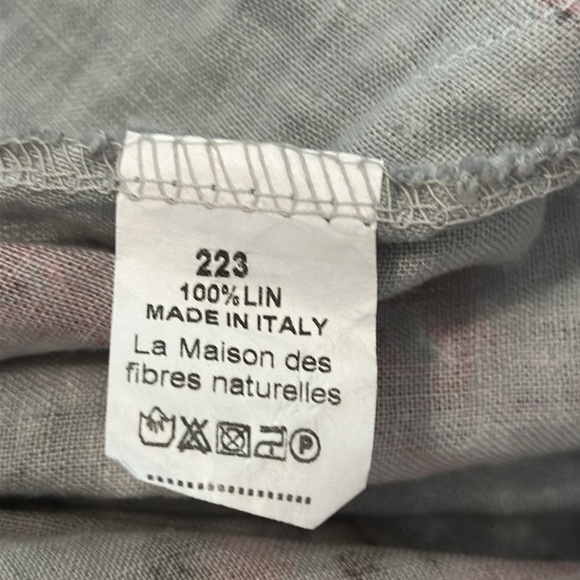 223
100% LIN
MADE IN ITALY
La Maison des
fibres naturelles
P